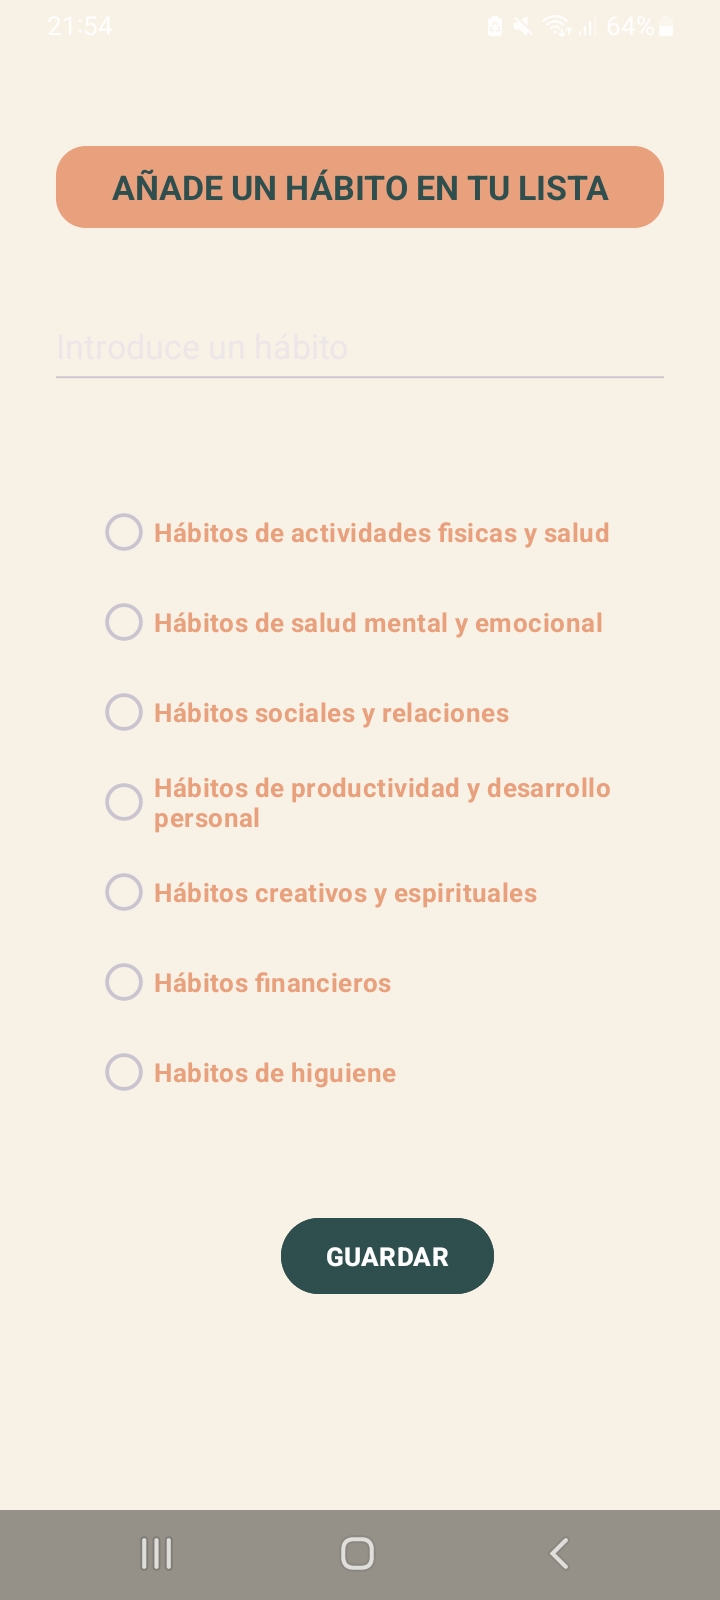 21:54
64%
AÑADE UN HÁBITO EN TU LISTA
Introduce un hábito
Hábitos de actividades fisicas y salud
Hábitos de salud mental y emocional
Hábitos sociales y relaciones
Hábitos de productividad y desarrollo
personal
Hábitos creativos y espirituales
Hábitos financieros
Habitos de higuiene
GUARDAR